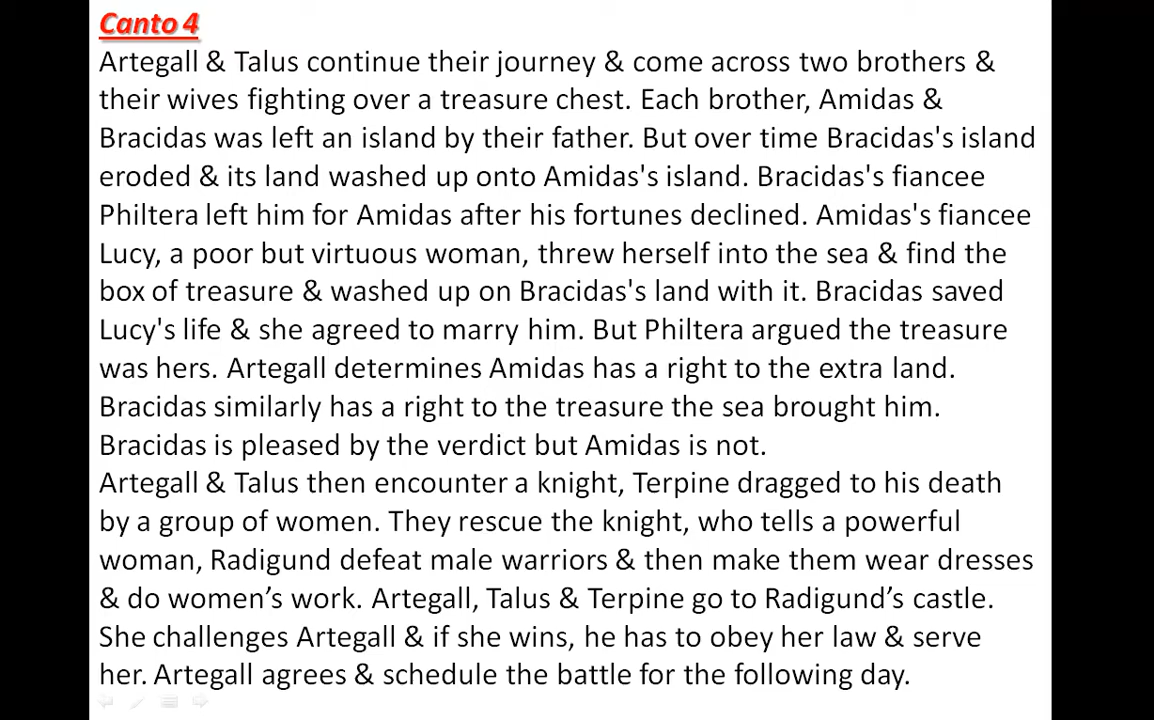 Canto 4
Artegall & Talus continue their journey & come across two brothers &
their wives fighting over a treasure chest. Each brother, Amidas &
Bracidas was left an island by their father. But over time Bracidas's island
eroded & its land washed up onto Amidas's island. Bracidas's fiancee
Philtera left him for Amidas after his fortunes declined. Amidas's fiancee
Lucy, a poor but virtuous woman, threw herself into the sea & find the
box of treasure & washed up on Bracidas's land with it. Bracidas saved
Lucy's life & she agreed to marry him. But Philtera argued the treasure
was hers. Artegall determines Amidas has a right to the extra land.
Bracidas similarly has a right to the treasure the sea brought him.
Bracidas is pleased by the verdict but Amidas is not.
Artegall & Talus then encounter a knight, Terpine dragged to his death
by a group of women. They rescue the knight, who tells a powerful
woman, Radigund defeat male warriors & then make them wear dresses
& do women’s work. Artegall, Talus & Terpine go to Radigund’s castle.
She challenges Artegall & if she wins, he has to obey her law & serve
her. Artegall agrees & schedule the battle for the following day.